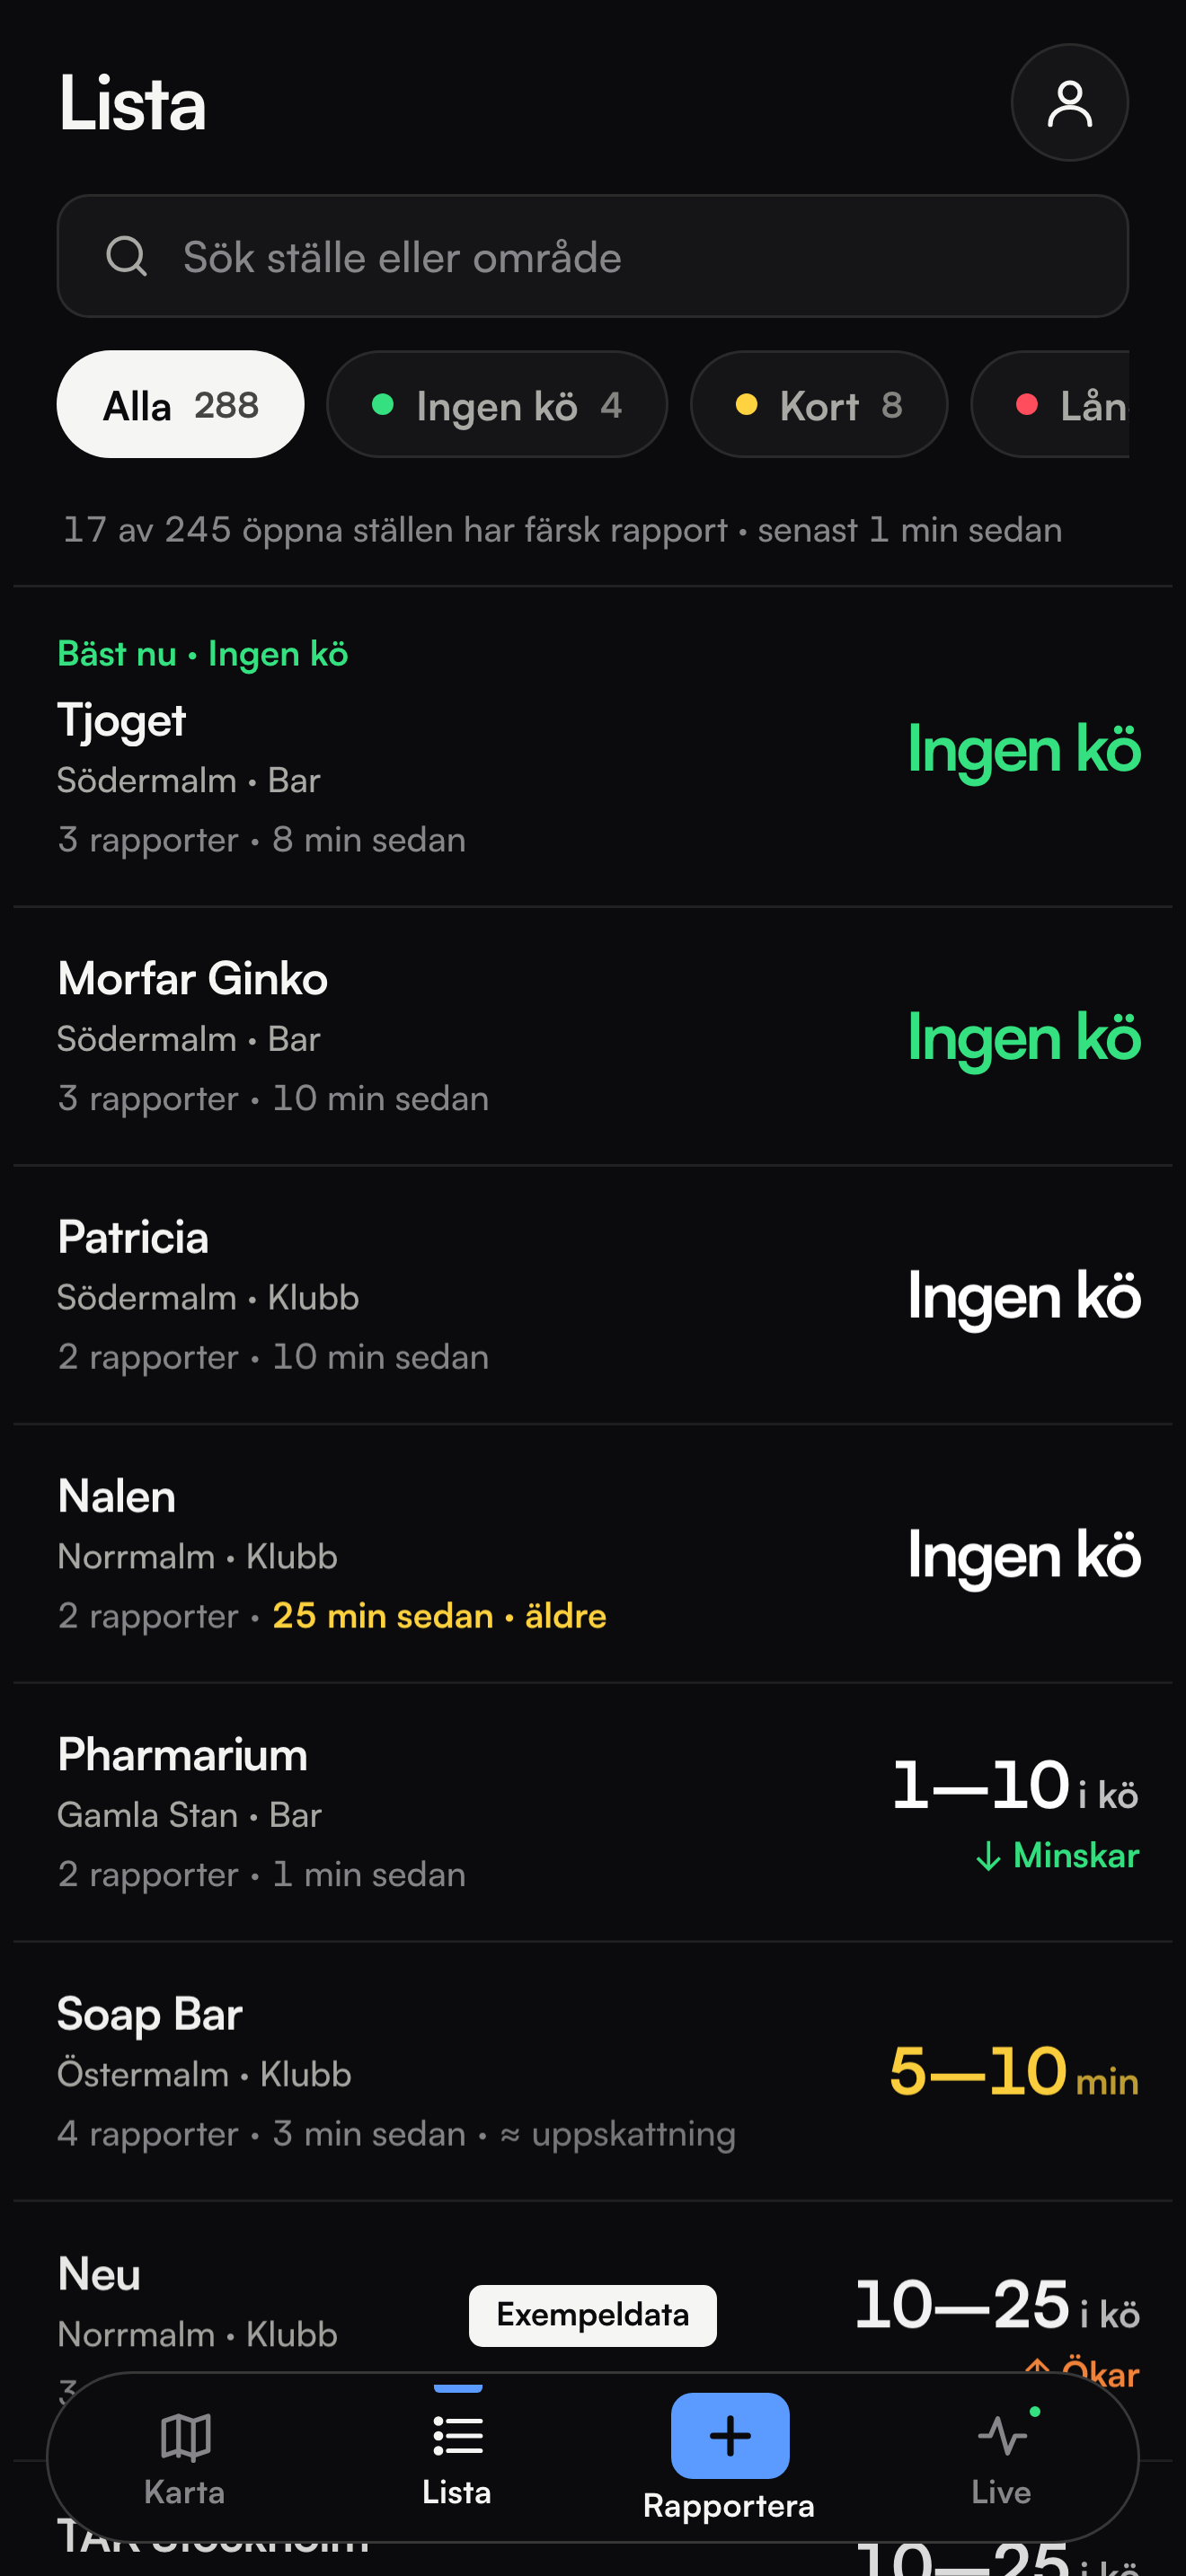 Lista
Sök ställe eller område
Alla 288 Ingen kö 4 Kort 8
17 av 245 öppna ställen har färsk rapport · senast 1 min sedan
Bäst nu · Ingen kö
Tjoget
Ingen kö
Södermalm · Bar
3 rapporter · 8 min sedan
Morfar Ginko
Ingen kö
Södermalm · Bar
3 rapporter · 10 min sedan
Patricia
Ingen kö
Södermalm · Klubb
2 rapporter · 10 min sedan
Nalen
Ingen kö
Norrmalm · Klubb
2 rapporter · 25 min sedan · äldre
Pharmarium
1—10 i kö
Gamla Stan · Bar
↓ Minskar
2 rapporter · 1 min sedan
Soap Bar
5—10 min
Östermalm · Klubb
4 rapporter · 3 min sedan · ≈ uppskattning
Neu
10—25 i kö
Norrmalm · Klubb
Exempeldata
↑ Ökar
Karta
Lista
Rapportera
Live
10—25 i kö